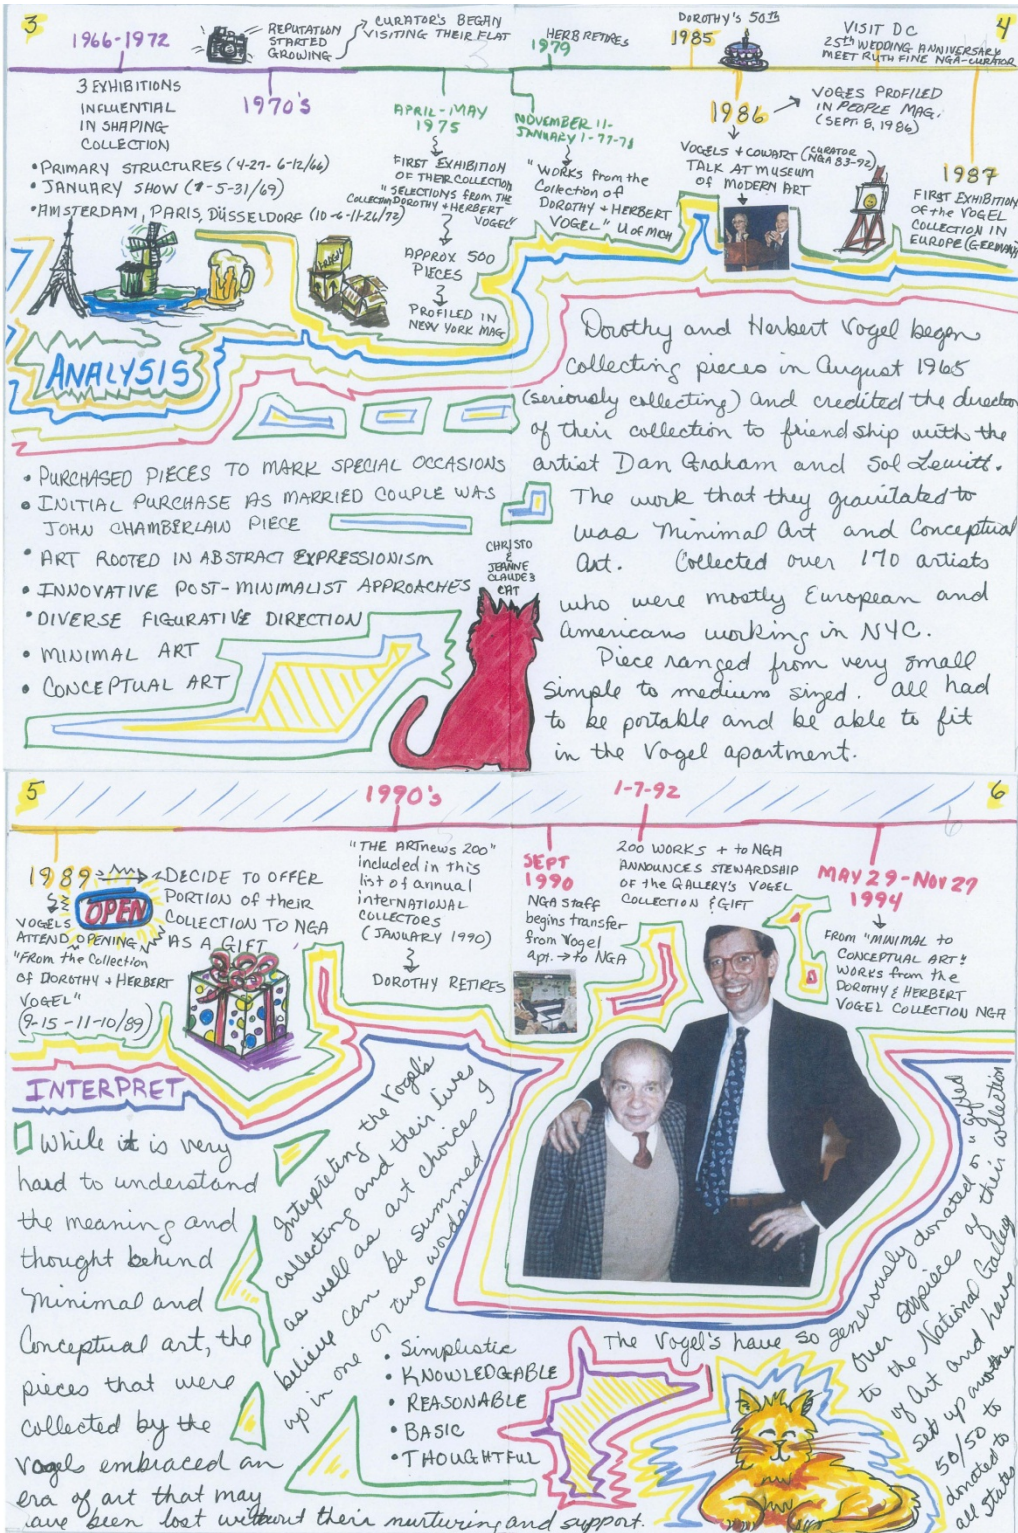 3
1966-1972
REPUTATION
STARTED
GROWING
CURATOR'S BEGAN
VISITING THEIR FLAT
HERB RETIRES
1979
DOROTHY'S 50th
1985
VISIT DC
25th WEDDING ANNIVERSARY
MEET RUTH FINE NGA-CURATOR
4
3 EXHIBITIONS
INFLUENTIAL
IN SHAPING
COLLECTION
• PRIMARY STRUCTURES (4-27- 6-12/66)
• JANUARY SHOW (1-5-31/69)
• AMSTERDAM, PARIS, DÜSSELDORF (10-6-11-26/72)
1970'S
APRIL-MAY
1975
FIRST EXHIBITION
OF THEIR COLLECTION
"SELECTIONS FROM THE
COLLECTION DOROTHY + HERBERT
VOGEL"
APPROX 500
PIECES
PROFILED IN
NEW YORK MAG
NOVEMBER 11-
JANUARY 1-77-78
"WORKS from the
Collection of
DOROTHY + HERBERT
VOGEL" U of MICH
1986
VOGES PROFILED
IN PEOPLE MAG.
(SEPT. 8, 1986)
VOGELS & COWART (CURATOR
NGA 83-92)
TALK AT MUSEUM
OF MODERN ART
1987
FIRST EXHIBITION
OF the VOGEL
COLLECTION IN
EUROPE (GERMANY)
ANALYSIS
• PURCHASED PIECES TO MARK SPECIAL OCCASIONS
• INITIAL PURCHASE AS MARRIED COUPLE WAS
JOHN CHAMBERLAIN PIECE
• ART ROOTED IN ABSTRACT EXPRESSIONISM
• INNOVATIVE POST-MINIMALIST APPROACHES
• DIVERSE FIGURATIVE DIRECTION
• MINIMAL ART
• CONCEPTUAL ART
CHRISTO
&
JEANNE
CLAUDE'S
CAT
Dorothy and Herbert Vogel began
collecting pieces in August 1965
(seriously collecting) and credited the direction
of their collection to friendship with the
artist Dan Graham and Sol Lewitt.
The work that they gravitated to
was Minimal Art and Conceptual
Art. Collected over 170 artists
who were mostly European and
Americans working in NYC.
Piece ranged from very small
simple to medium sized. All had
to be portable and be able to fit
in the Vogel apartment.
5
1990's
1-7-92
6
1989
OPEN
VOGELS
ATTEND OPENING
"From the Collection
of DOROTHY + HERBERT
VOGEL"
(9-15-11-10/89)
DECIDE TO OFFER
PORTION of their
COLLECTION TO NGA
AS A GIFT
"THE ARTnews 200"
included in this
list of annual
international
COLLECTORS
(JANUARY 1990)
DOROTHY RETIRES
SEPT
1990
NGA STAFF
begins transfer
from Vogel
apt. → to NGA
200 WORKS + to NGA
ANNOUNCES STEWARDSHIP
OF the GALLERY'S VOGEL
COLLECTION & GIFT
MAY 29-NOV 27
1994
FROM "MINIMAL to
CONCEPTUAL ART:
WORKS from the
DOROTHY & HERBERT
VOGEL COLLECTION NGA
INTERPRET
While it is very
hard to understand
the meaning and
thought behind
Minimal and
Conceptual art, the
pieces that were
collected by the
Vogels embraced an
era of art that may
have been lost without their nurturing and support.
Interpreting the Vogel's
collecting and their lives
as well as art choices I
believe can be summed
up in one or two words:
• Simplistic
• KNOWLEDGABLE
• REASONABLE
• BASIC
• THOUGHTFUL
The Vogel's have so generously donated or "gifted
over pieces of their collection
to the National Gallery
of Art and have
set up another
50/50 to
donated to
all States